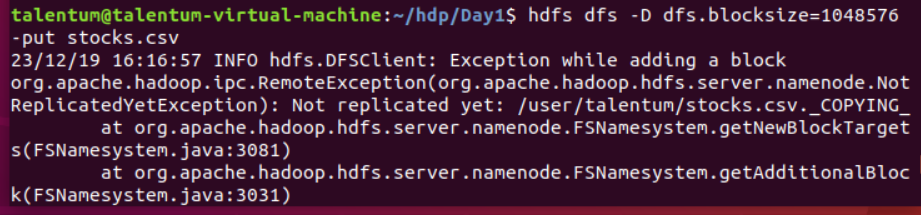 talentum@talentum-virtual-machine:~/hdp/Day1$ hdfs dfs -D dfs.blocksize=1048576
-put stocks.csv
23/12/19 16:16:57 INFO hdfs.DFSClient: Exception while adding a block
org.apache.hadoop.ipc.RemoteException(org.apache.hadoop.hdfs.server.namenode.Not
ReplicatedYetException): Not replicated yet: /user/talentum/stocks.csv._COPYING_
        at org.apache.hadoop.hdfs.server.namenode.FSNamesystem.getNewBlockTarget
s(FSNamesystem.java:3081)
        at org.apache.hadoop.hdfs.server.namenode.FSNamesystem.getAdditionalBloc
k(FSNamesystem.java:3031)